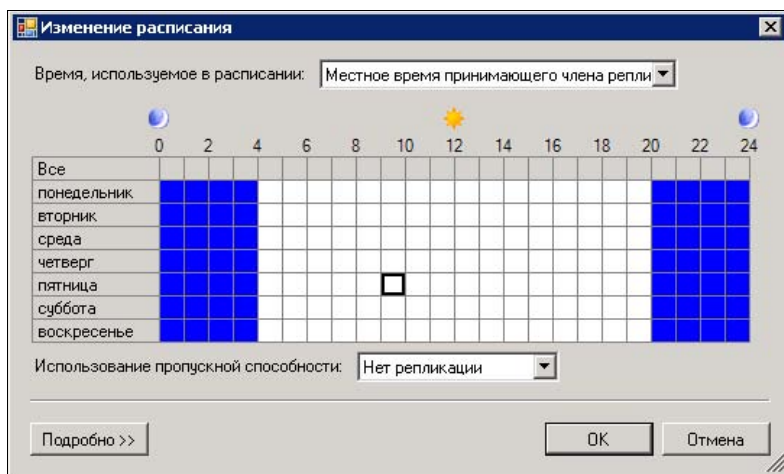 Изменение расписания
Время, используемое в расписании: Местное время принимающего члена репли
0 2 4 6 8 10 12 14 16 18 20 22 24
Все
понедельник
вторник
среда
четверг
пятница
суббота
воскресенье
Использование пропускной способности: Нет репликации
Подробно >> OK Отмена